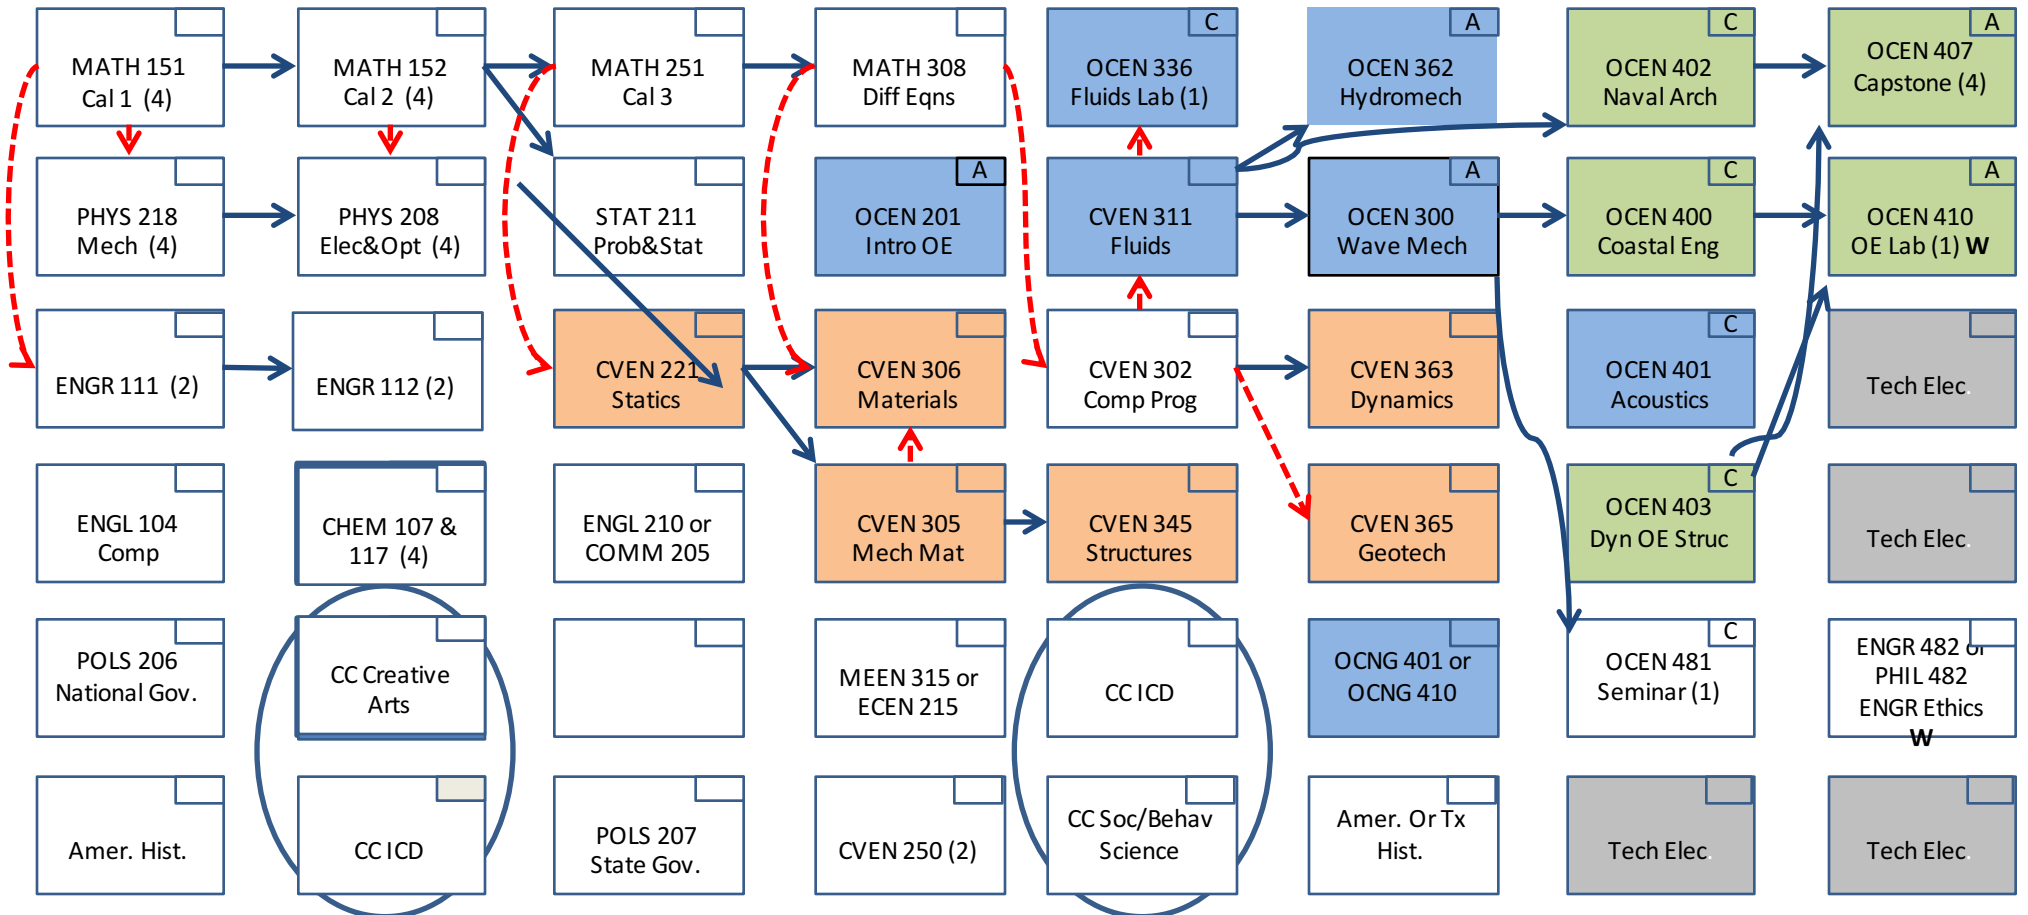 MATH 151
Cal 1 (4)
MATH 152
Cal 2 (4)
MATH 251
Cal 3
MATH 308
Diff Eqns
C
OCEN 336
Fluids Lab (1)
A
OCEN 362
Hydromech
C
OCEN 402
Naval Arch
A
OCEN 407
Capstone (4)
PHYS 218
Mech (4)
PHYS 208
Elec&Opt (4)
STAT 211
Prob&Stat
A
OCEN 201
Intro OE
CVEN 311
Fluids
A
OCEN 300
Wave Mech
C
OCEN 400
Coastal Eng
A
OCEN 410
OE Lab (1) W
ENGR 111 (2)
ENGR 112 (2)
CVEN 221
Statics
CVEN 306
Materials
CVEN 302
Comp Prog
CVEN 363
Dynamics
C
OCEN 401
Acoustics
Tech Elec.
ENGL 104
Comp
CHEM 107 &
117 (4)
ENGL 210 or
COMM 205
CVEN 305
Mech Mat
CVEN 345
Structures
CVEN 365
Geotech
C
OCEN 403
Dyn OE Struc
Tech Elec.
POLS 206
National Gov.
CC Creative
Arts
MEEN 315 or
ECEN 215
CC ICD
OCNG 401 or
OCNG 410
C
OCEN 481
Seminar (1)
ENGR 482 or
PHIL 482
ENGR Ethics
W
Amer. Hist.
CC ICD
POLS 207
State Gov.
CVEN 250 (2)
CC Soc/Behav
Science
Amer. Or Tx
Hist.
Tech Elec.
Tech Elec.